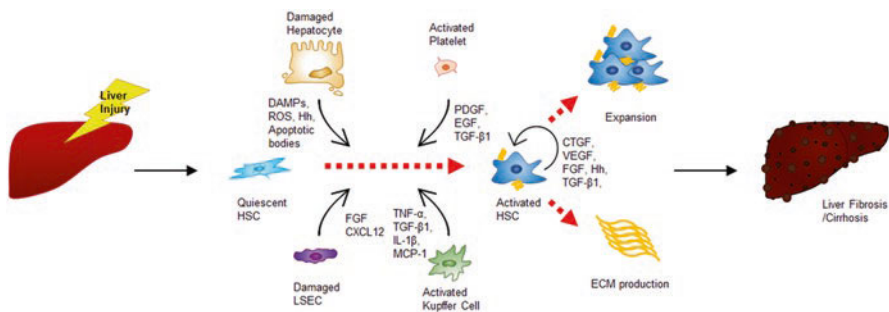 Liver
Injury
Damaged
Hepatocyte
DAMPs,
ROS, Hh,
Apoptotic
bodies
Activated
Platelet
PDGF,
EGF,
TGF-β1
Quiescent
HSC
FGF
CXCL12
Damaged
LSEC
TNF-α,
TGF-β1,
IL-1β,
MCP-1
Activated
Kupffer Cell
Activated
HSC
CTGF,
VEGF,
FGF, Hh,
TGF-β1,
Expansion
ECM production
Liver Fibrosis
/Cirrhosis